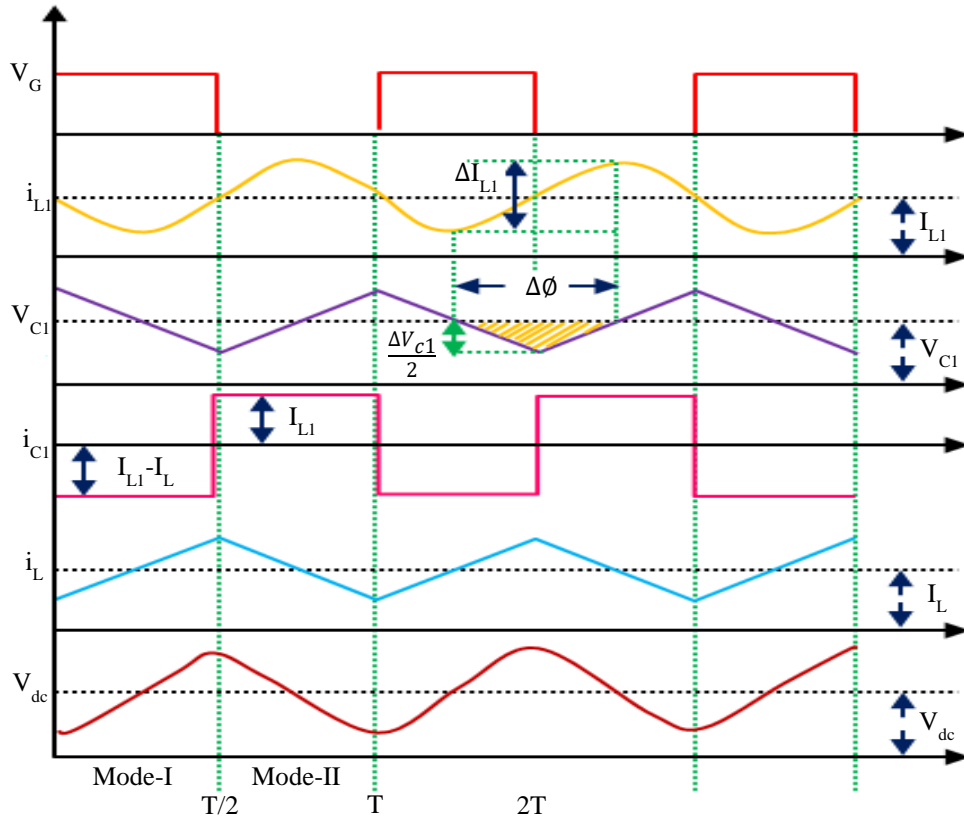 V_G
i_L1
ΔI_L1
I_L1
V_C1
ΔØ
ΔV_c1/2
V_C1
i_C1
I_L1
I_L1-I_L
i_L
I_L
V_dc
V_dc
Mode-I Mode-II
T/2 T 2T